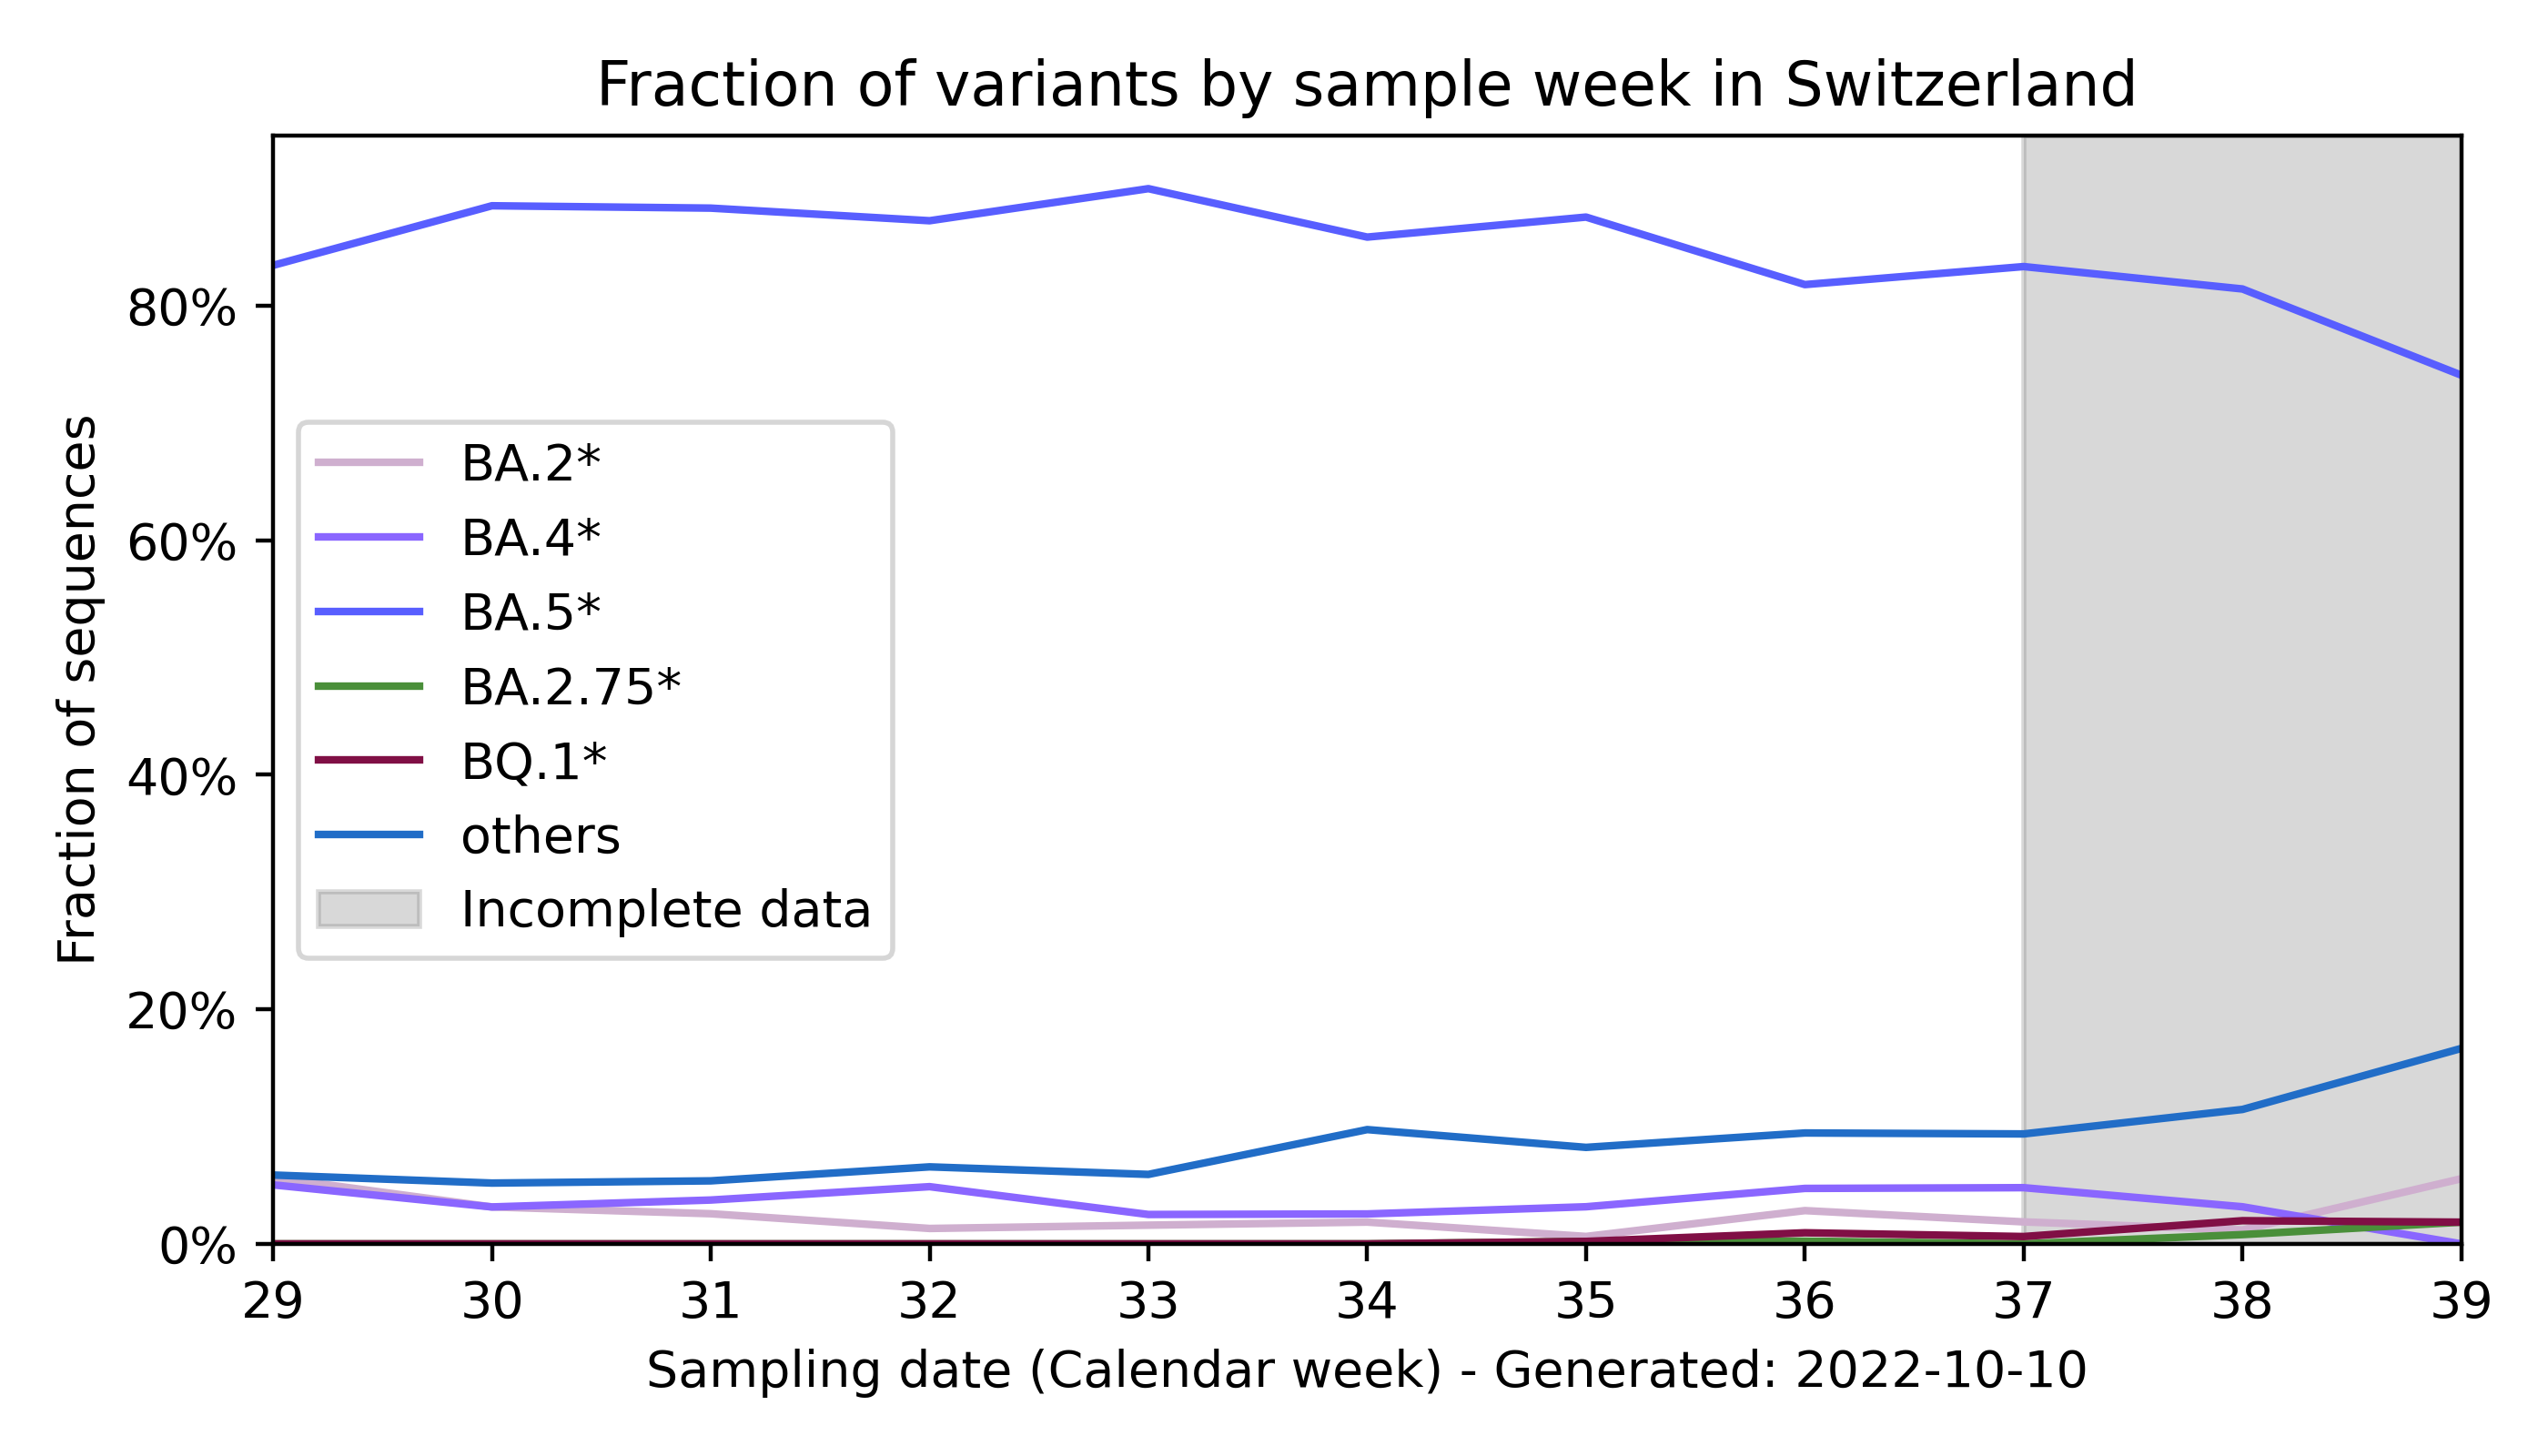 Fraction of variants by sample week in Switzerland
Fraction of sequences
80%
60%
40%
20%
0%
BA.2*
BA.4*
BA.5*
BA.2.75*
BQ.1*
others
Incomplete data
29 30 31 32 33 34 35 36 37 38 39
Sampling date (Calendar week) - Generated: 2022-10-10